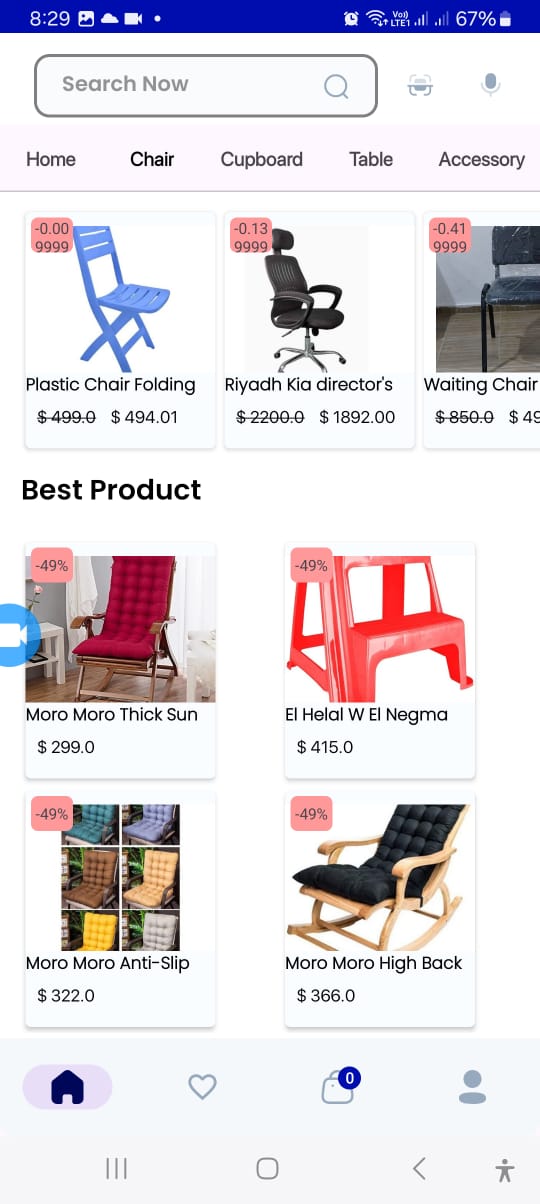 8:29 67%
Vo)) LTE1
Search Now
Home Chair Cupboard Table Accessory
-0.00
9999
-0.13
9999
-0.41
9999
Plastic Chair Folding Riyadh Kia director's Waiting Chair
$ 499.0 $ 494.01 $ 2200.0 $ 1892.00 $ 850.0 $ 49
Best Product
-49% -49%
Moro Moro Thick Sun El Helal W El Negma
$ 299.0 $ 415.0
-49% -49%
Moro Moro Anti-Slip Moro Moro High Back
$ 322.0 $ 366.0
0